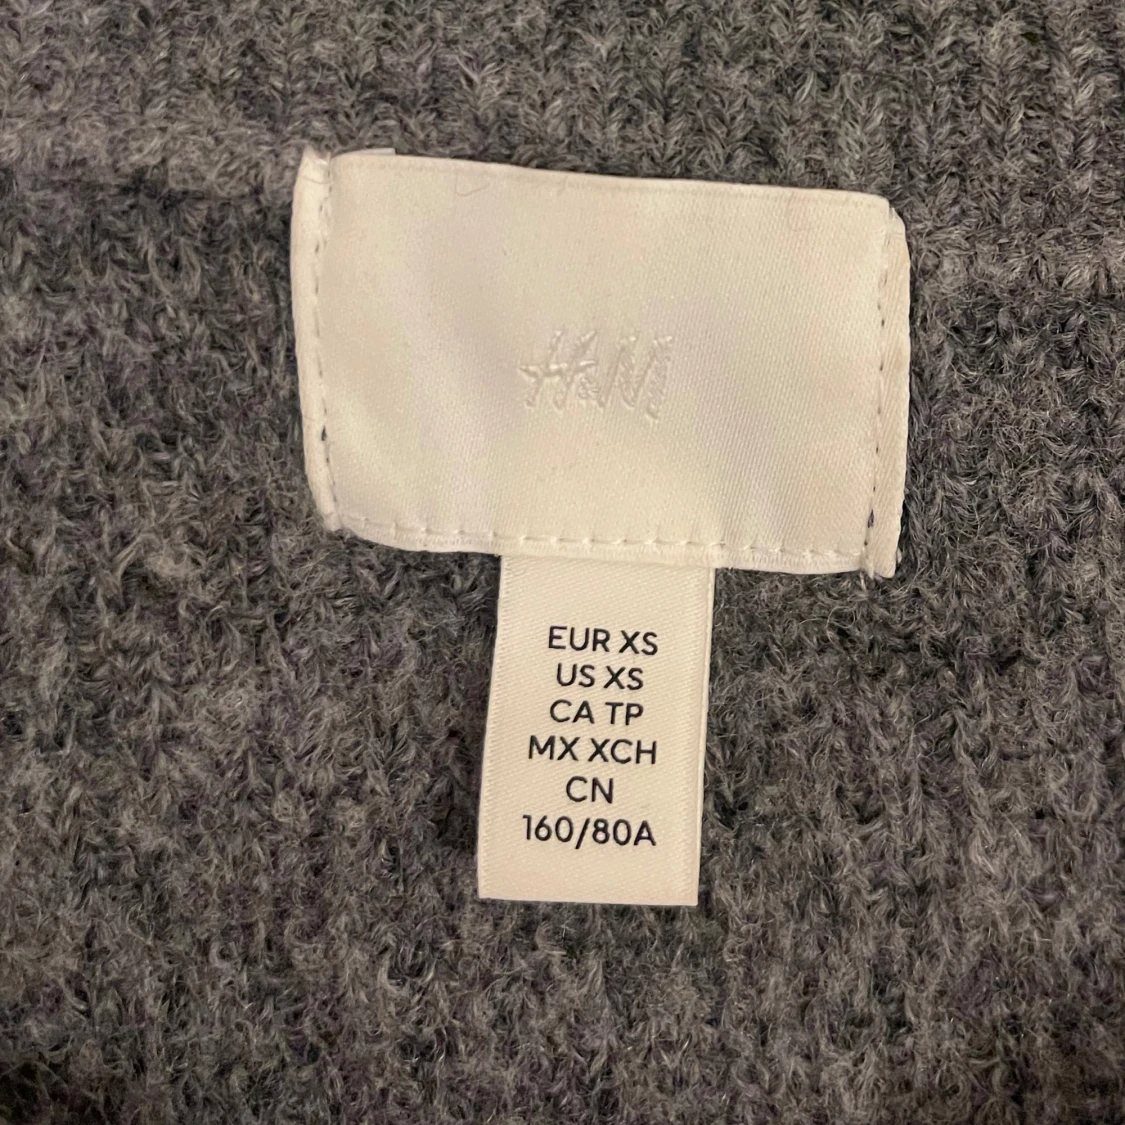 H&M
EUR XS
US XS
CA TP
MX XCH
CN
160/80A